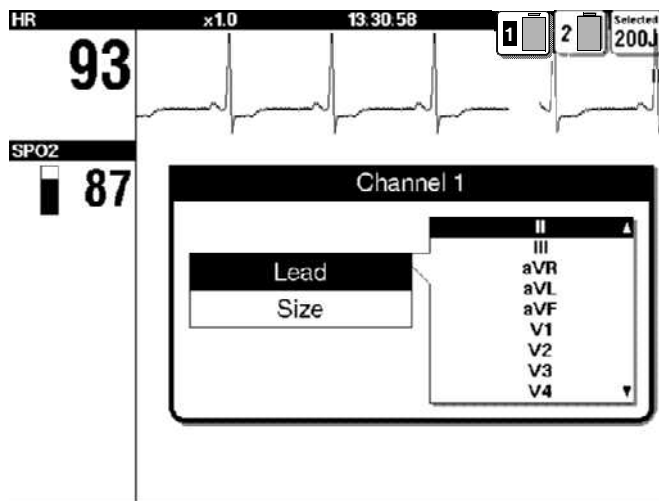 HR x1.0 13:30:58
93
1 2 Selected
200J
II
SPO2
87
Channel 1
Lead
Size
II
III
aVR
aVL
aVF
V1
V2
V3
V4